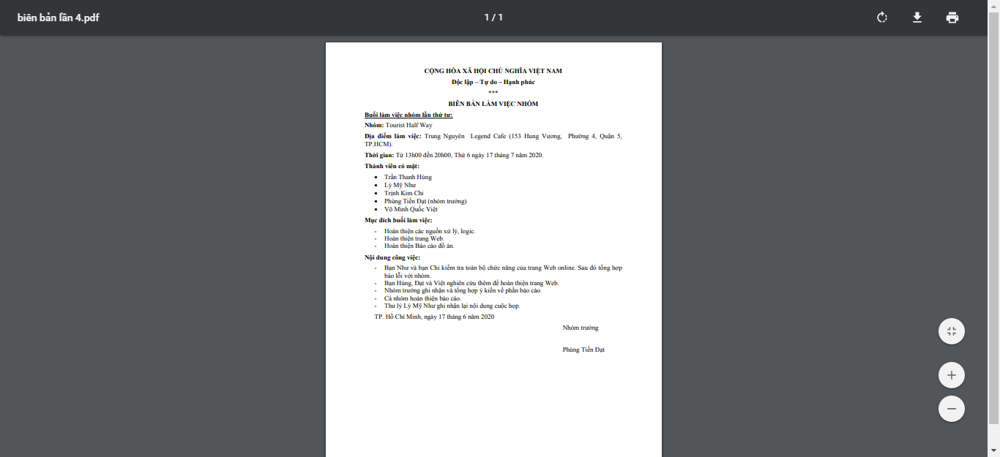 biên bản lần 4.pdf
1 / 1
CỘNG HÒA XÃ HỘI CHỦ NGHĨA VIỆT NAM
Độc lập – Tự do – Hạnh phúc
***
BIÊN BẢN LÀM VIỆC NHÓM
Buổi làm việc nhóm lần thứ tư:
Nhóm: Tourist Half Way
Địa điểm làm việc: Trung Nguyên Legend Cafe (153 Hung Vương, Phường 4, Quận 5,
TP.HCM).
Thời gian: Từ 13h00 đến 20h00, Thứ 6 ngày 17 tháng 7 năm 2020.
Thành viên có mặt:
• Trần Thanh Hùng
• Lý Mỹ Như
• Trịnh Kim Chi
• Phùng Tiến Đạt (nhóm trưởng)
• Võ Minh Quốc Việt
Mục đích buổi làm việc:
- Hoàn thiện các nguồn xử lý, logic.
- Hoàn thiện trang Web.
- Hoàn thiện Báo cáo đồ án.
Nội dung công việc:
- Bạn Như và bạn Chi kiểm tra toàn bộ chức năng của trang Web online. Sau đó tổng hợp
báo lỗi với nhóm.
- Bạn Hùng, Đạt và Việt nghiên cứu thêm để hoàn thiện trang Web.
- Nhóm trưởng ghi nhận và tổng hợp ý kiến về phần báo cáo.
- Cả nhóm hoàn thiện báo cáo.
- Thư lý Lý Mỹ Như ghi nhận lại nội dung cuộc họp.
TP. Hồ Chí Minh, ngày 17 tháng 6 năm 2020
Nhóm trưởng
Phùng Tiến Đạt